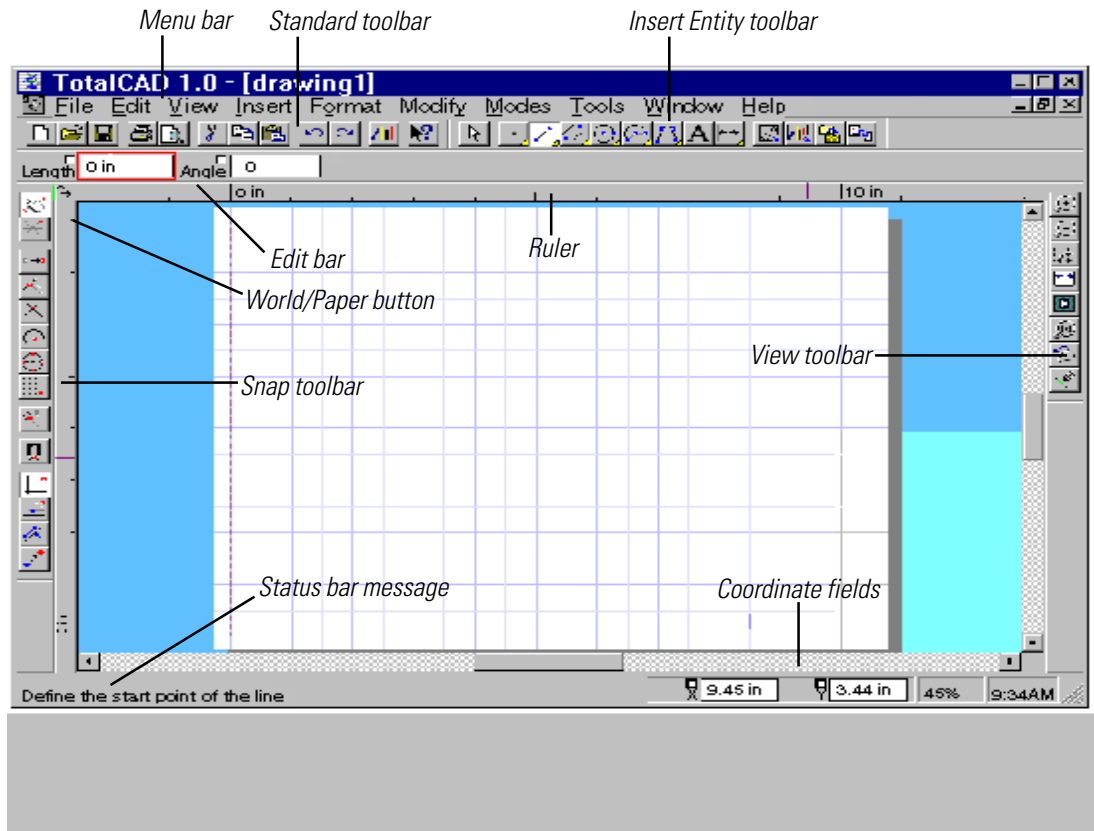 Menu bar Standard toolbar Insert Entity toolbar
TotalCAD 1.0 - [drawing1]
File Edit View Insert Format Modify Modes Tools Window Help
A
Length 0 in Angle 0
0 in 10 in
Edit bar Ruler
World/Paper button
View toolbar
Snap toolbar
Status bar message Coordinate fields
Define the start point of the line X 9.45 in Y 3.44 in 45% 9:34AM